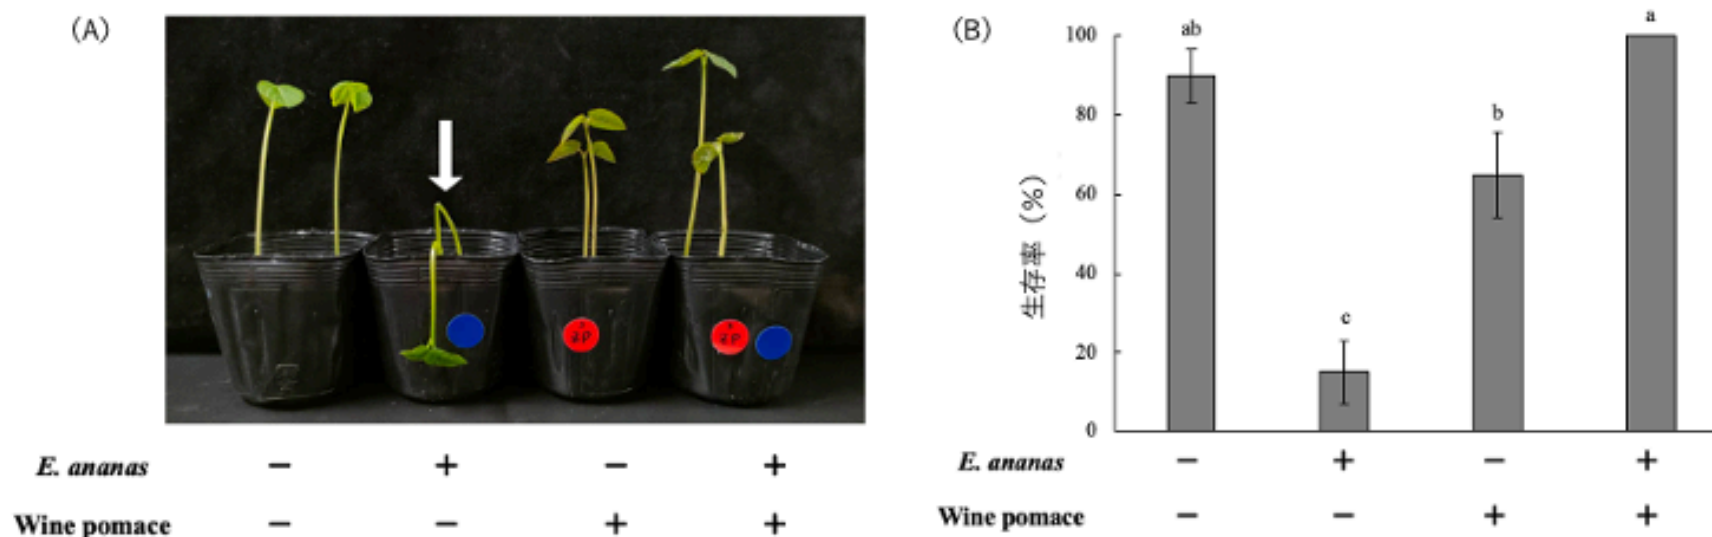 (A)
E. ananas − + − +
Wine pomace − − + +
(B)
生存率 (%)
100
80
60
40
20
0
ab
c
b
a
E. ananas − + − +
Wine pomace − − + +